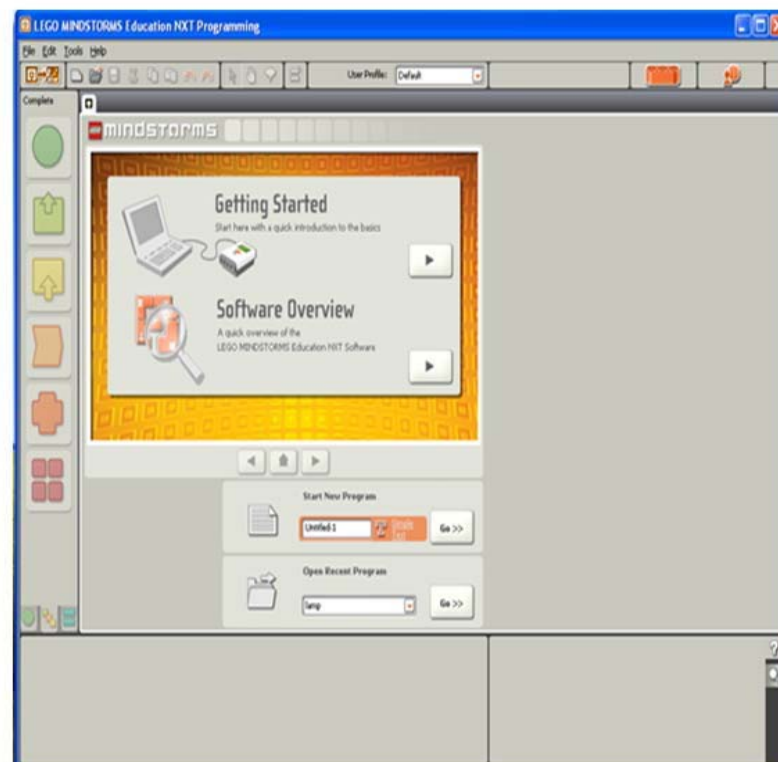 LEGO MINDSTORMS Education NXT Programming
File Edit Tools Help
User Profile: Default
Complete
LEGO mindstorms
Getting Started
Start here with a quick introduction to the basics
Software Overview
A quick overview of the
LEGO MINDSTORMS Education NXT Software
Start New Program
Untitled-1
Go >>
Open Recent Program
lamp
Go >>
?